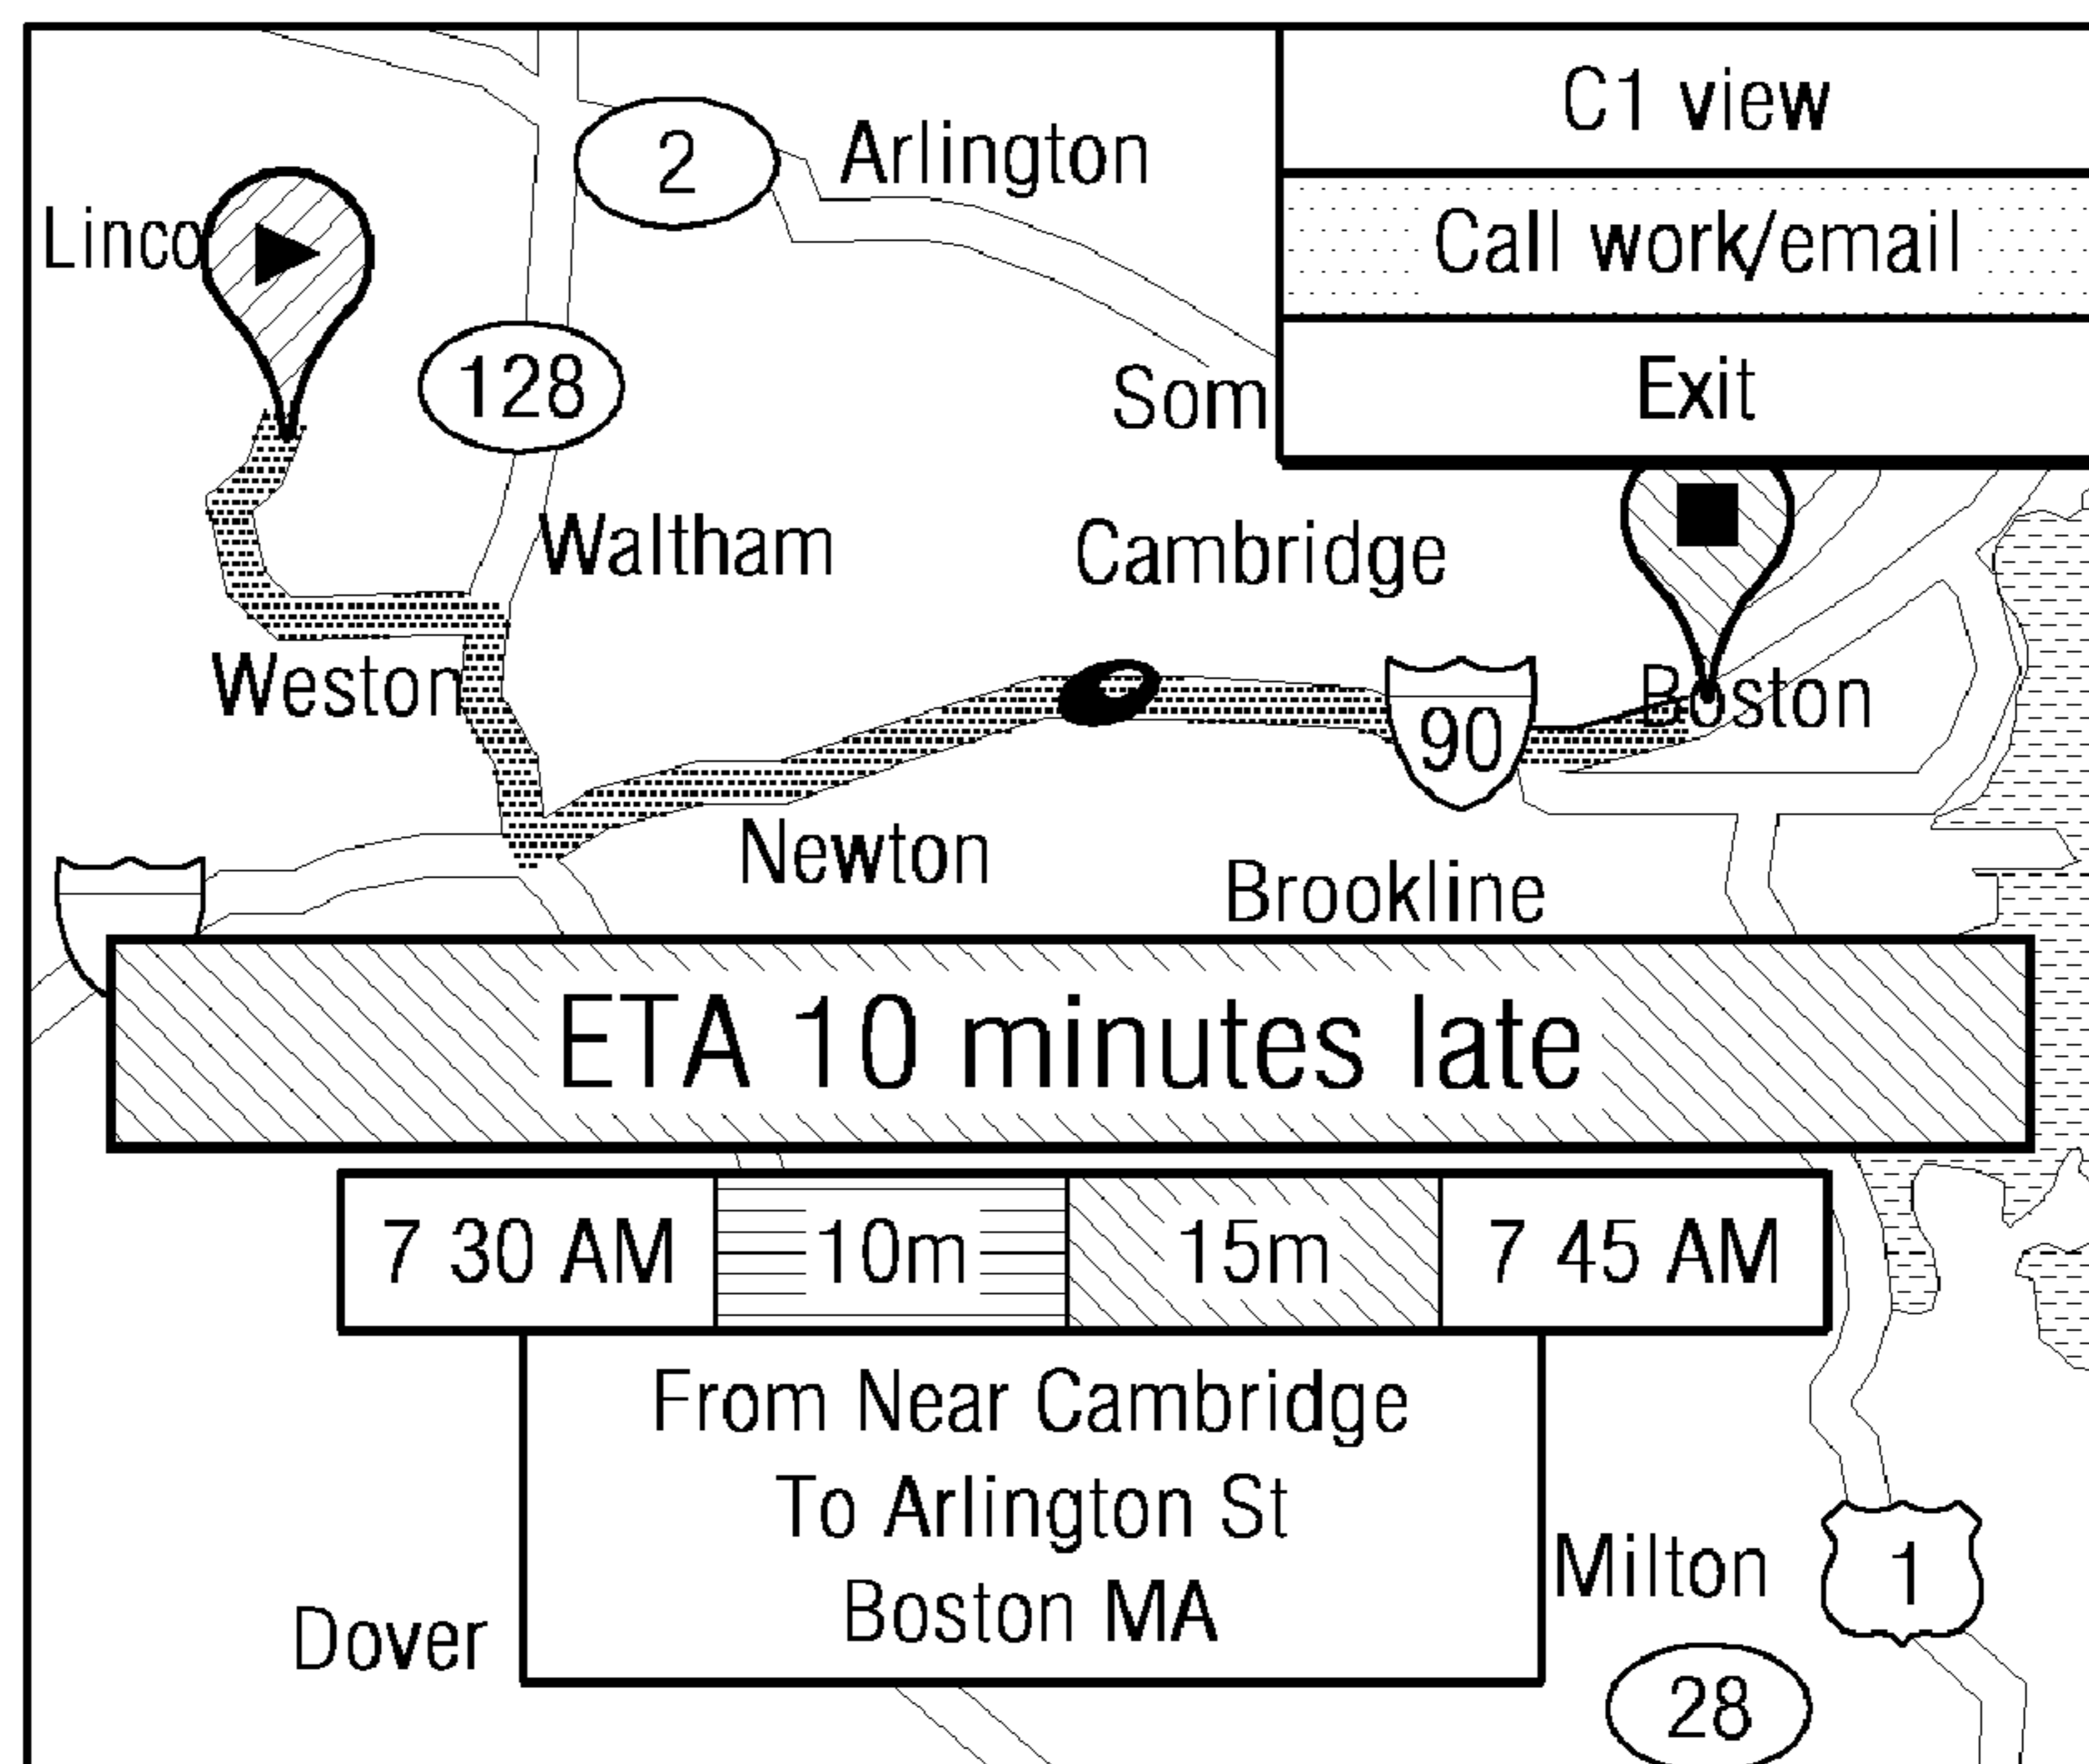 C1 view
2
Arlington
Linco
Call work/email
128
Som
Exit
Waltham
Cambridge
Weston
90
Boston
Newton
Brookline
ETA 10 minutes late
7 30 AM 10m 15m 7 45 AM
From Near Cambridge
To Arlington St
Boston MA
Milton
1
Dover
28